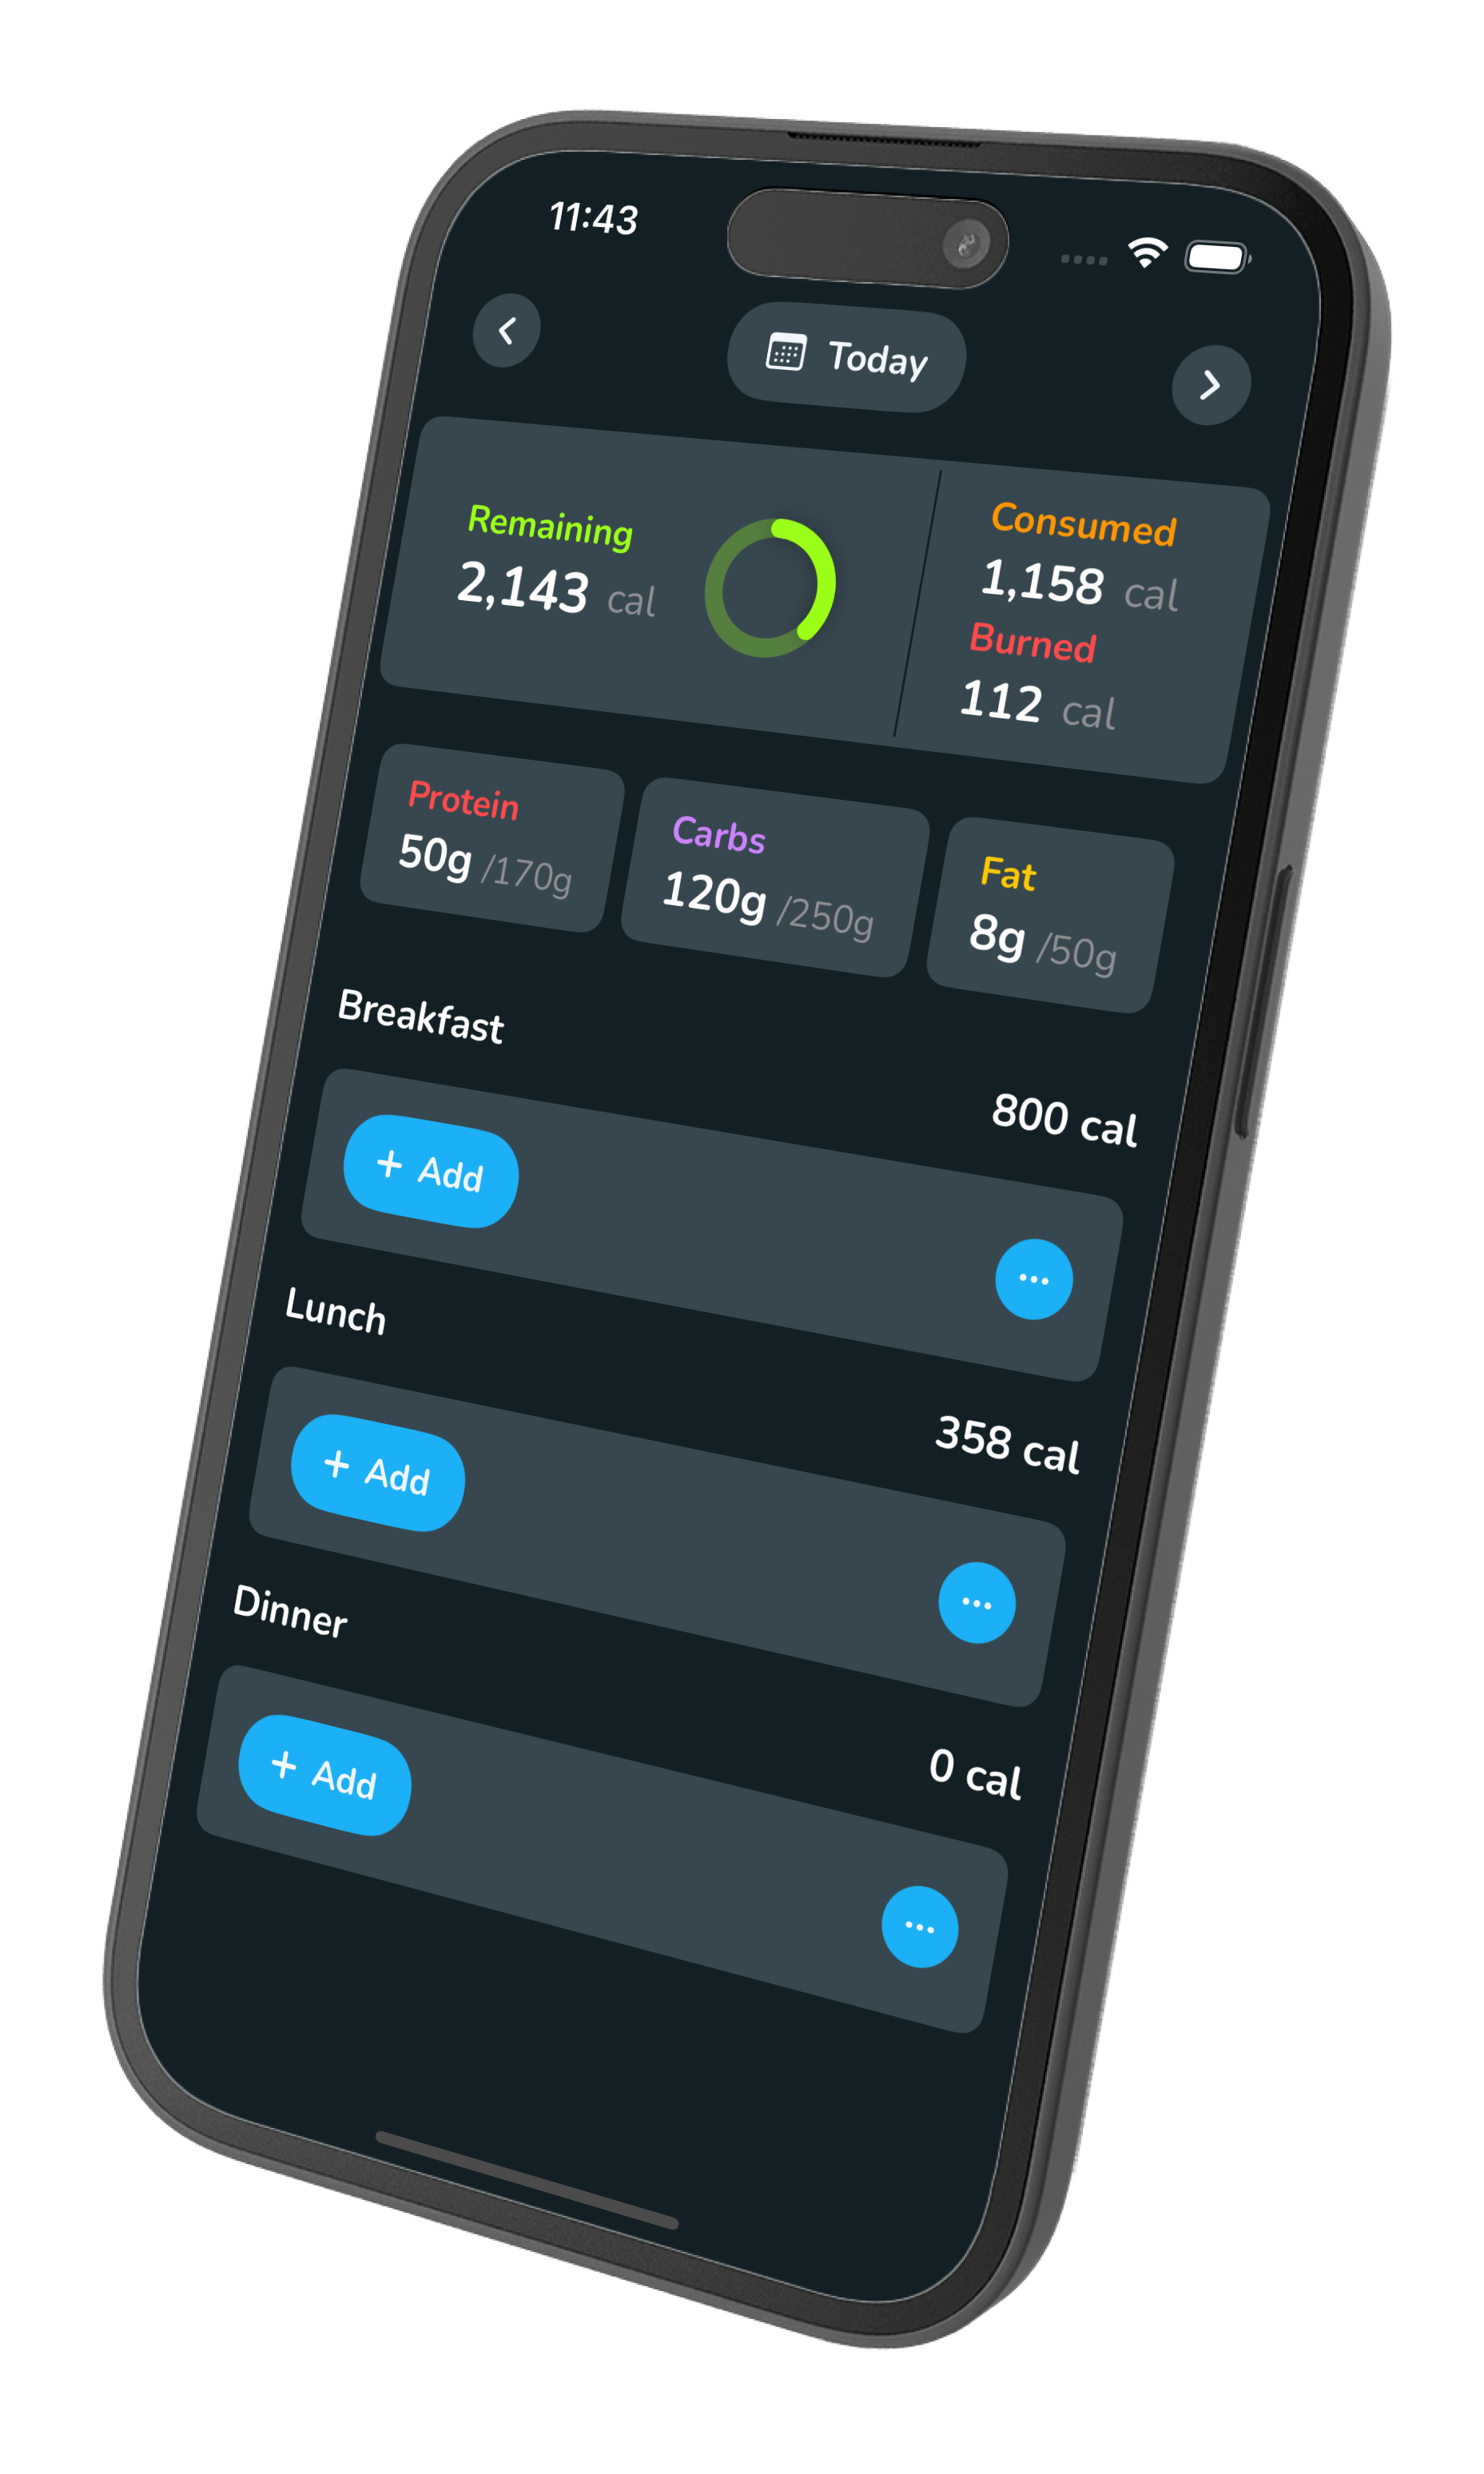 11:43
Today
Remaining
2,143 cal
Consumed
1,158 cal
Burned
112 cal
Protein
50g /170g
Carbs
120g /250g
Fat
8g /50g
Breakfast
800 cal
+ Add
Lunch
358 cal
+ Add
Dinner
0 cal
+ Add